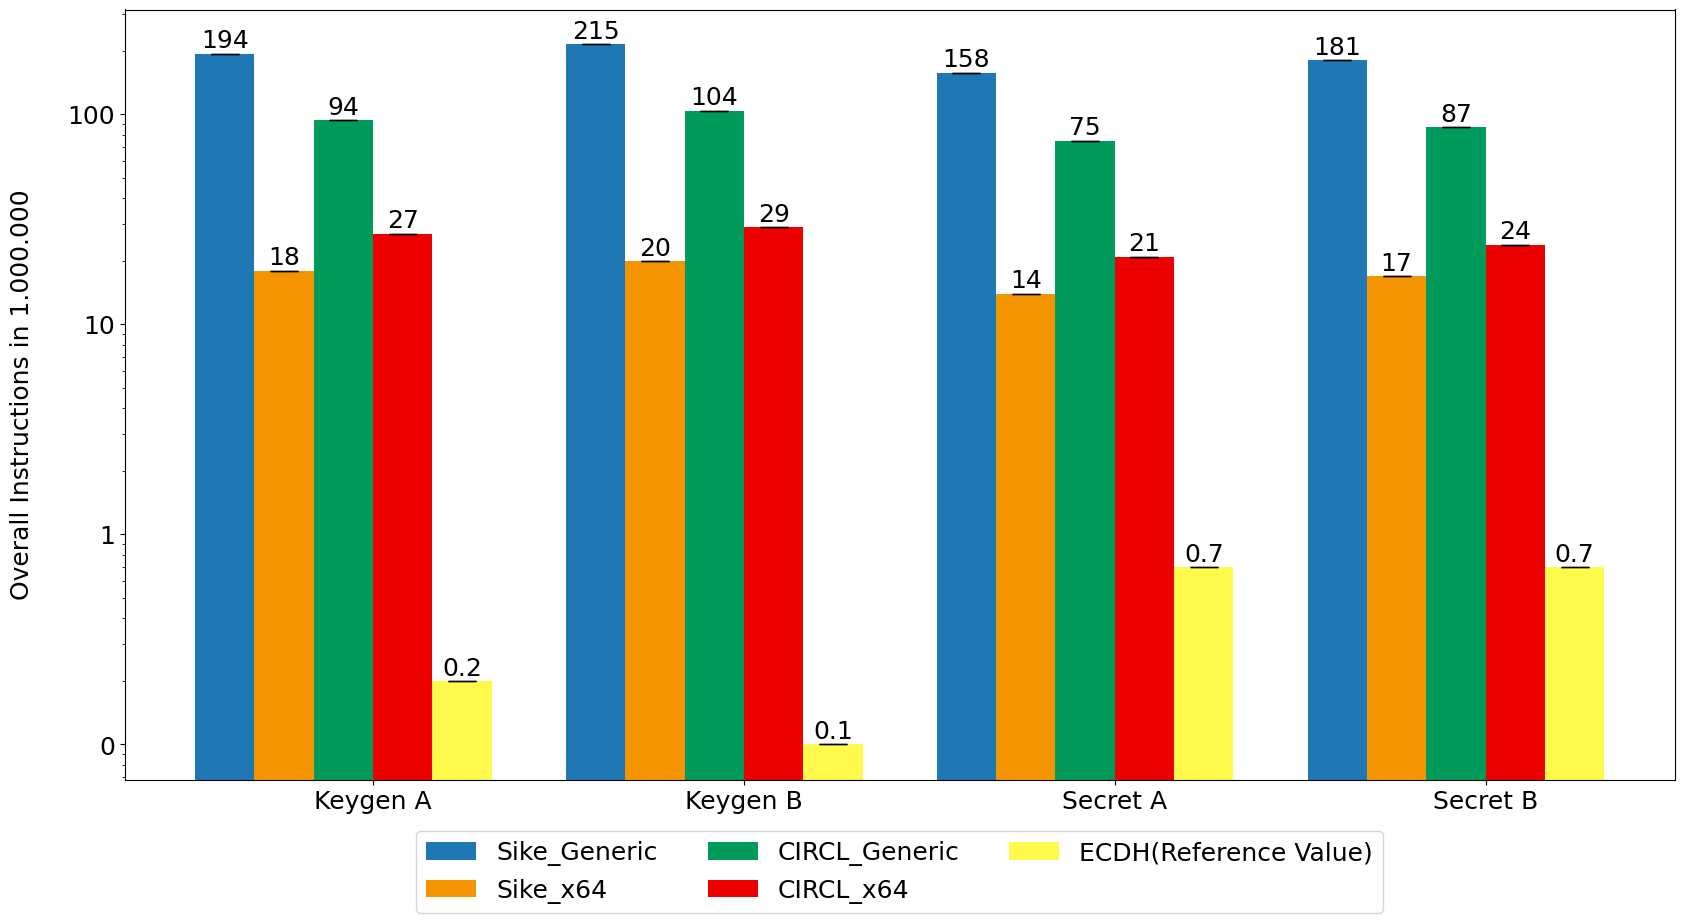 Overall Instructions in 1.000.000
100
10
1
0
194
18
94
27
0.2
215
20
104
29
0.1
158
14
75
21
0.7
181
17
87
24
0.7
Keygen A
Keygen B
Secret A
Secret B
Sike_Generic
CIRCL_Generic
ECDH(Reference Value)
Sike_x64
CIRCL_x64